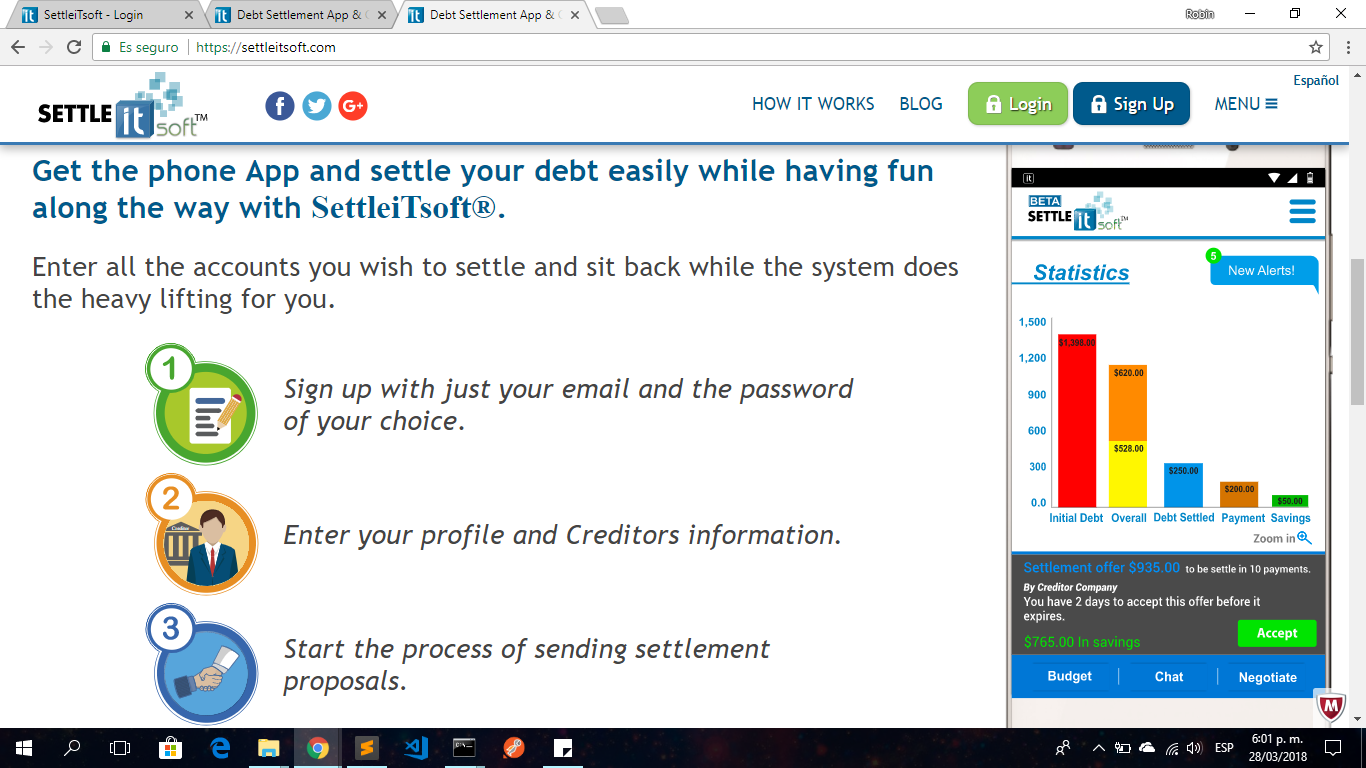 SettleiTsoft - Login
Debt Settlement App &
Debt Settlement App &
Robin
Es seguro
https://settleitsoft.com
Español
SETTLE it soft™
f
G+
HOW IT WORKS
BLOG
Login
Sign Up
MENU
Get the phone App and settle your debt easily while having fun
along the way with SettleiTsoft®.
Enter all the accounts you wish to settle and sit back while the system does
the heavy lifting for you.
1
Sign up with just your email and the password
of your choice.
2
Creditor
Enter your profile and Creditors information.
3
Start the process of sending settlement
proposals.
it
BETA
SETTLE it soft™
Statistics
5
New Alerts!
1,500
1,200
900
600
300
0.0
$1,398.00
$620.00
$528.00
$250.00
$200.00
$50.00
Initial Debt
Overall
Debt Settled
Payment
Savings
Zoom in
Settlement offer $935.00 to be settle in 10 payments.
By Creditor Company
You have 2 days to accept this offer before it
expires.
$765.00 In savings
Accept
Budget
Chat
Negotiate
ESP
6:01 p. m.
28/03/2018